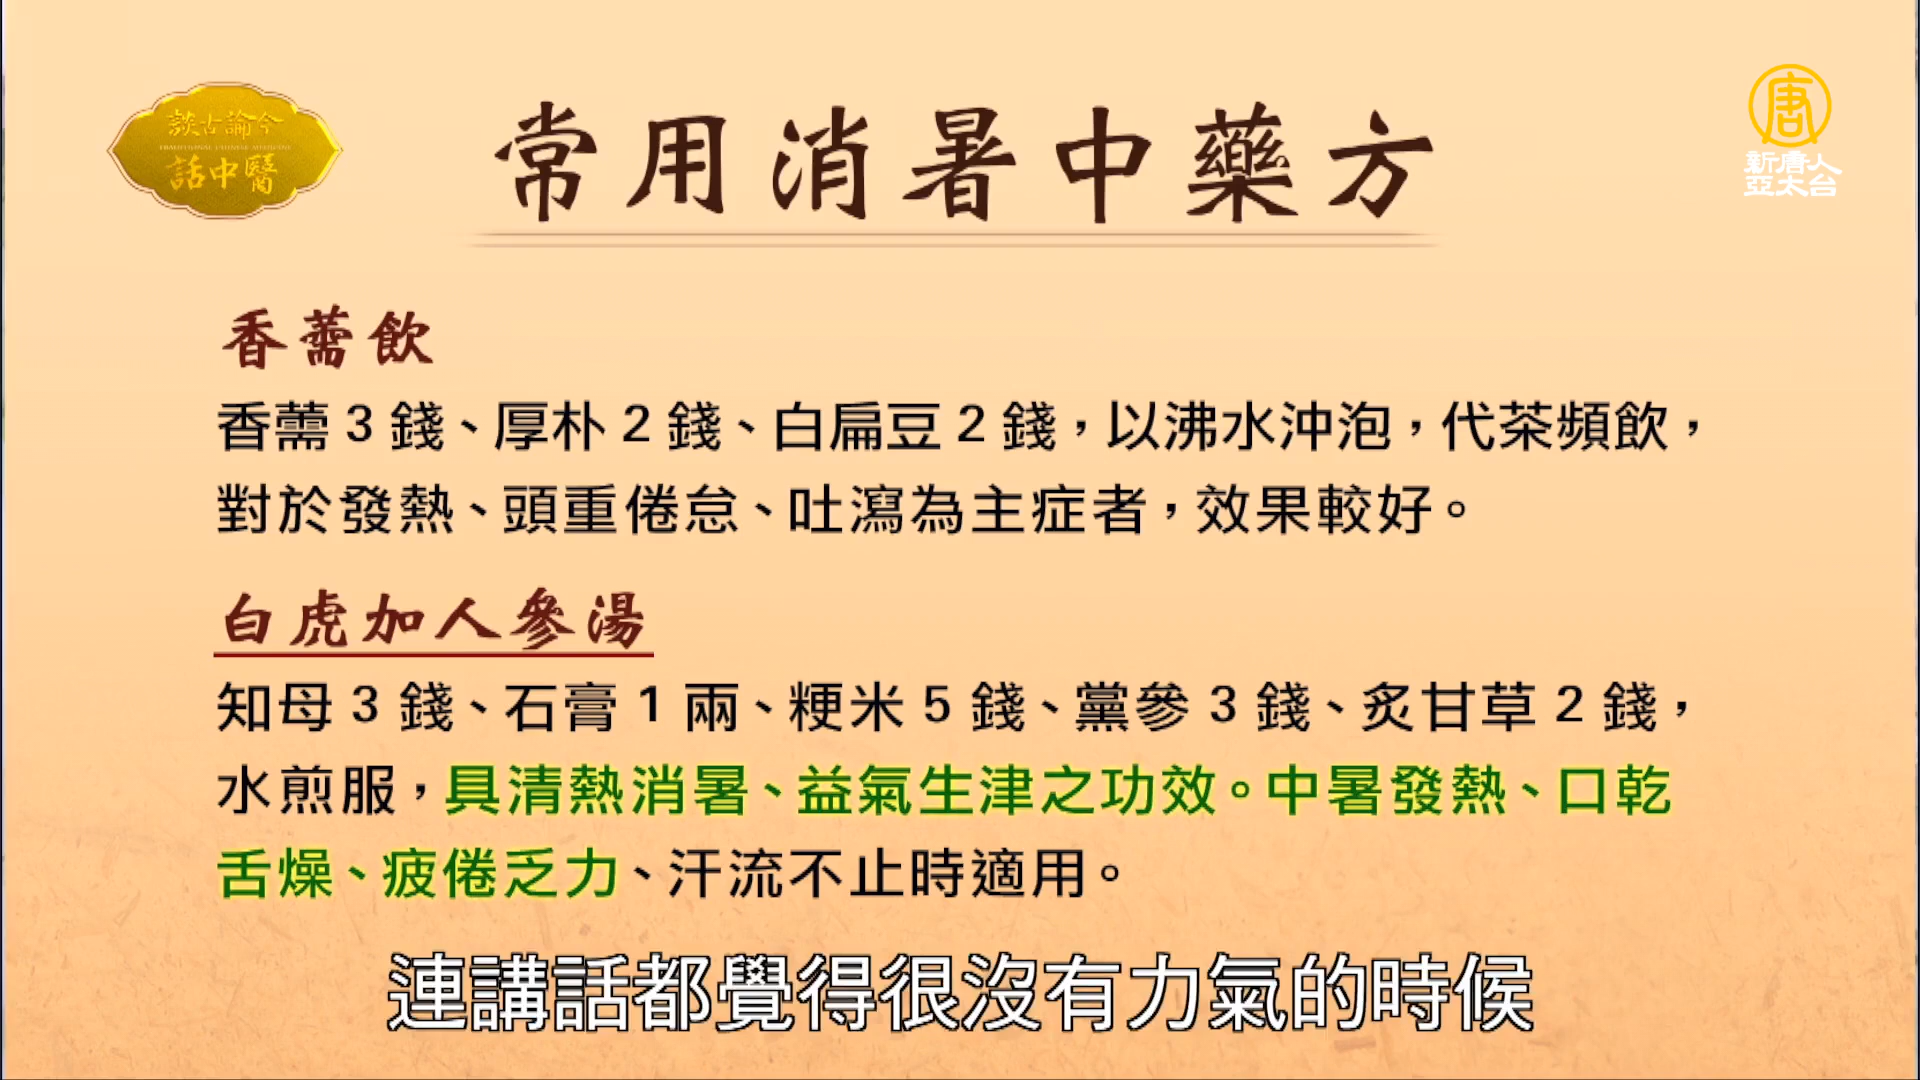 談古論今
TRADITIONAL CHINESE MEDICINE
話中醫
常用消暑中藥方
新唐人
亞太台
香薷飲
香薷3錢、厚朴2錢、白扁豆2錢，以沸水沖泡，代茶頻飲，
對於發熱、頭重倦怠、吐瀉為主症者，效果較好。
白虎加人參湯
知母3錢、石膏1兩、粳米5錢、黨參3錢、炙甘草2錢，
水煎服，具清熱消暑、益氣生津之功效。中暑發熱、口乾
舌燥、疲倦乏力、汗流不止時適用。
連講話都覺得很沒有力氣的時候